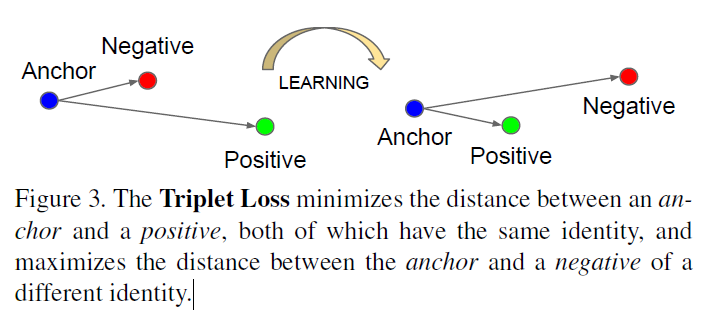 Negative
Anchor
LEARNING
Positive
Negative
Anchor
Positive
Figure 3. The Triplet Loss minimizes the distance between an an-
chor and a positive, both of which have the same identity, and
maximizes the distance between the anchor and a negative of a
different identity.